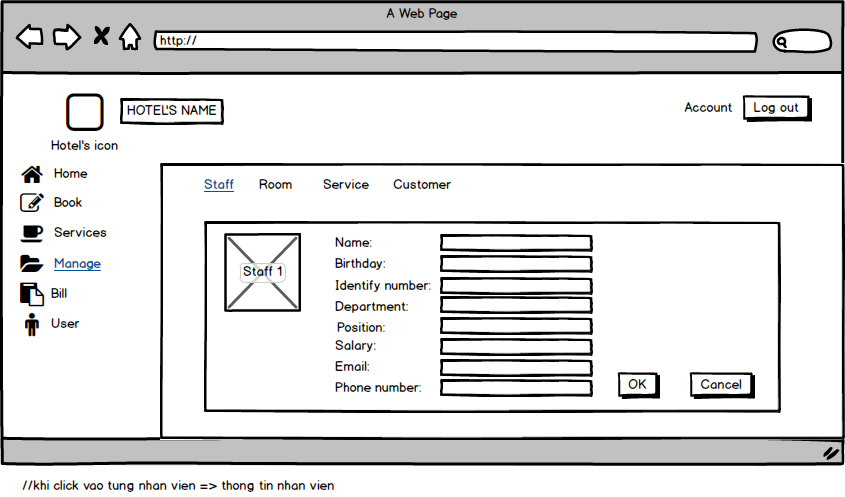 A Web Page
http://
HOTEL'S NAME
Account
Log out
Hotel's icon
Home
Book
Services
Manage
Bill
User
Staff Room Service Customer
Staff 1
Name:
Birthday:
Identify number:
Department:
Position:
Salary:
Email:
Phone number:
OK
Cancel
//khi click vao tung nhan vien => thong tin nhan vien